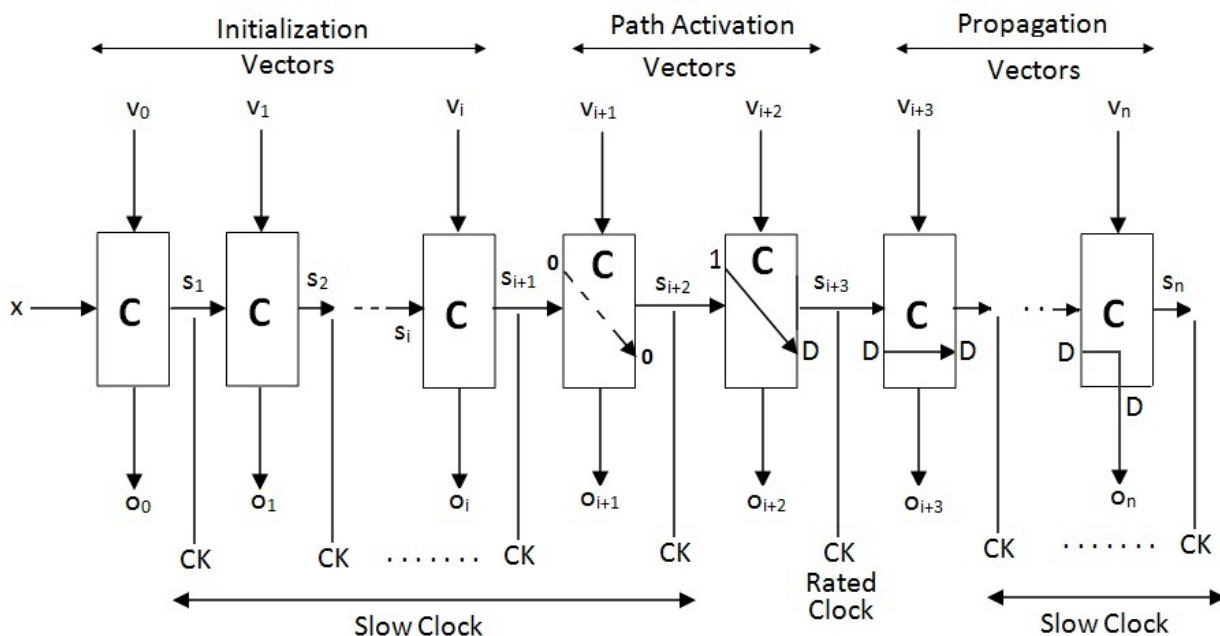 Initialization Path Activation Propagation
Vectors Vectors Vectors
v₀ v₁ vᵢ vᵢ₊₁ vᵢ₊₂ vᵢ₊₃ vₙ
0 C 1 C
s₁ s₂ sᵢ₊₁ sᵢ₊₂ sᵢ₊₃ sₙ
x C C C C C
sᵢ 0 D D D D
D
o₀ o₁ oᵢ oᵢ₊₁ oᵢ₊₂ oᵢ₊₃ oₙ
CK CK ....... CK CK CK CK ....... CK
Rated
Clock
Slow Clock Slow Clock